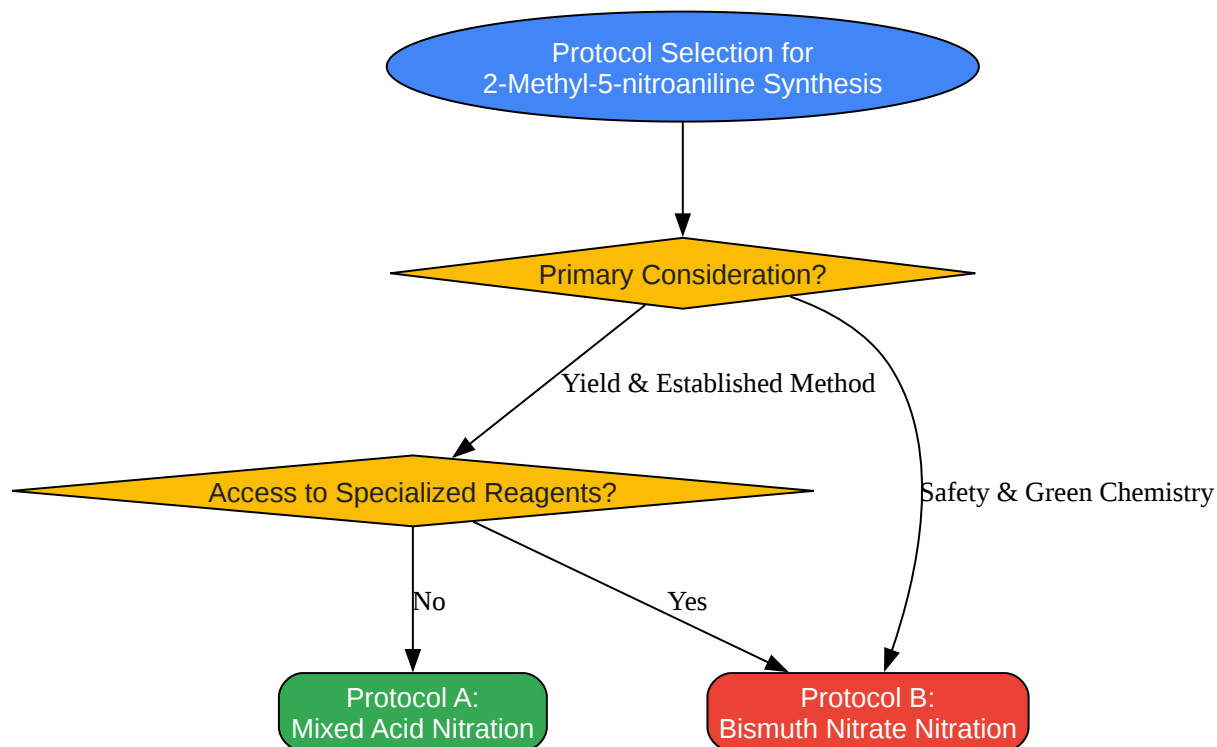 Protocol Selection for
2-Methyl-5-nitroaniline Synthesis
Primary Consideration?
Yield & Established Method
Access to Specialized Reagents?
Safety & Green Chemistry
No
Yes
Protocol A:
Mixed Acid Nitration
Protocol B:
Bismuth Nitrate Nitration